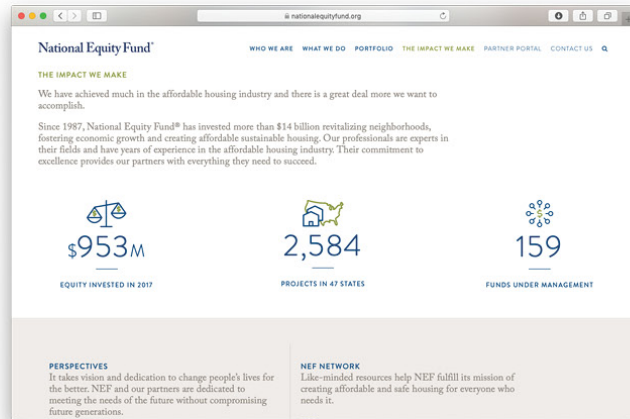 nationalequityfund.org
National Equity Fund®
WHO WE ARE WHAT WE DO PORTFOLIO THE IMPACT WE MAKE PARTNER PORTAL CONTACT US
THE IMPACT WE MAKE
We have achieved much in the affordable housing industry and there is a great deal more we want to
accomplish.
Since 1987, National Equity Fund® has invested more than $14 billion revitalizing neighborhoods,
fostering economic growth and creating affordable sustainable housing. Our professionals are experts in
their fields and have years of experience in the affordable housing industry. Their commitment to
excellence provides our partners with everything they need to succeed.
$953M 2,584 159
EQUITY INVESTED IN 2017 PROJECTS IN 47 STATES FUNDS UNDER MANAGEMENT
PERSPECTIVES
It takes vision and dedication to change people's lives for
the better. NEF and our partners are dedicated to
meeting the needs of the future without compromising
future generations.
NEF NETWORK
Like-minded resources help NEF fulfill its mission of
creating affordable and safe housing for everyone who
needs it.